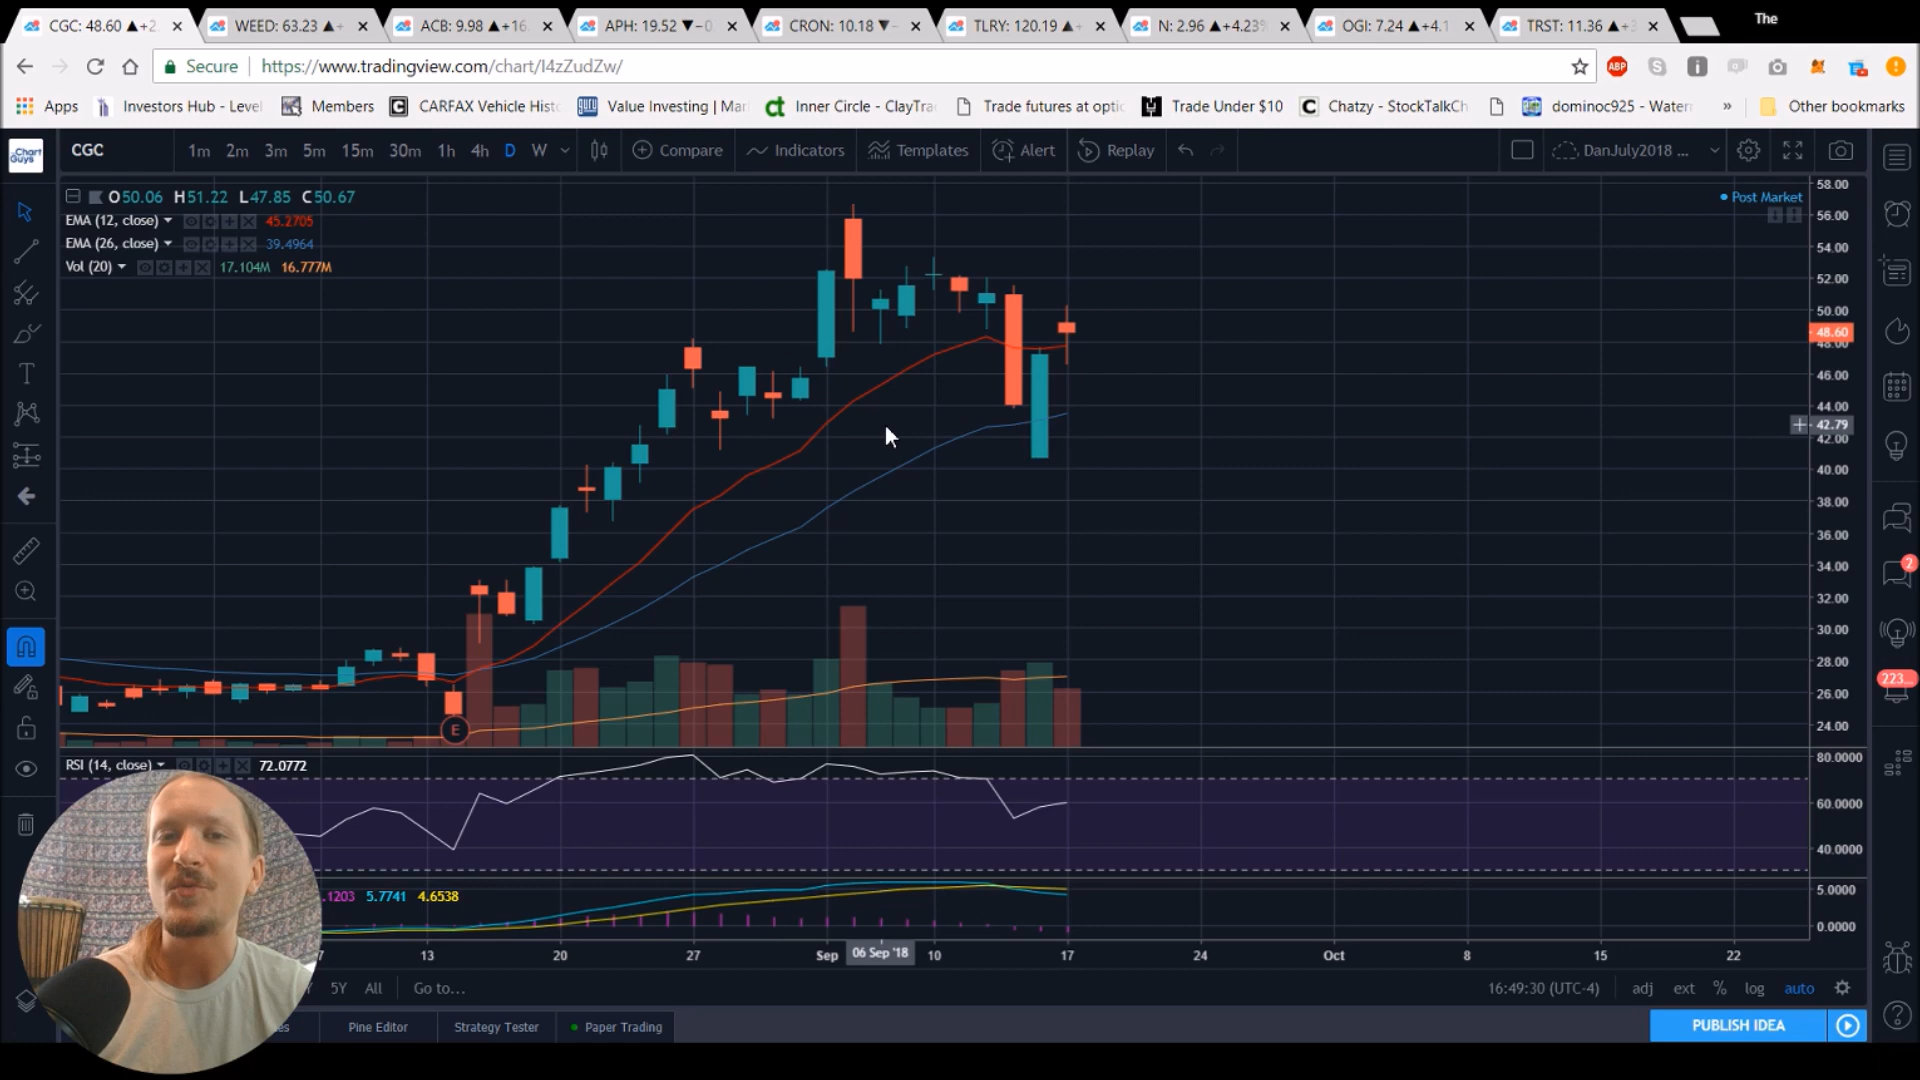 CGC: 48.60 ▲+2
WEED: 63.23 ▲+
ACB: 9.98 ▲+16
APH: 19.52 ▼−0
CRON: 10.18 ▼−
TLRY: 120.19 ▲+
N: 2.96 ▲+4.23%
OGI: 7.24 ▲+4.1
TRST: 11.36 ▲+
The
Secure
https://www.tradingview.com/chart/I4zZudZw/
ABP
Apps
Investors Hub - Level
Members
CARFAX Vehicle Histo
Value Investing | Mar
Inner Circle - ClayTra
Trade futures at optio
Trade Under $10
Chatzy - StockTalkCh
dominoc925 - Watern
»
Other bookmarks
Chart Guys
CGC
1m 2m 3m 5m 15m 30m 1h 4h D W
Compare
Indicators
Templates
Alert
Replay
DanJuly2018 ...
O50.06 H51.22 L47.85 C50.67
EMA (12, close) 45.2705
EMA (26, close) 39.4964
Vol (20) 17.104M 16.777M
Post Market
58.00
56.00
54.00
52.00
50.00
48.60
48.00
46.00
44.00
42.79
42.00
40.00
38.00
36.00
34.00
32.00
30.00
28.00
26.00
24.00
2
223...
E
RSI (14, close) 72.0772
80.0000
60.0000
40.0000
.1203 5.7741 4.6538
5.0000
0.0000
7 13 20 27 Sep 06 Sep '18 10 17 24 Oct 8 15 22
5Y All Go to...
16:49:30 (UTC-4) adj ext % log auto
Pine Editor Strategy Tester Paper Trading
PUBLISH IDEA